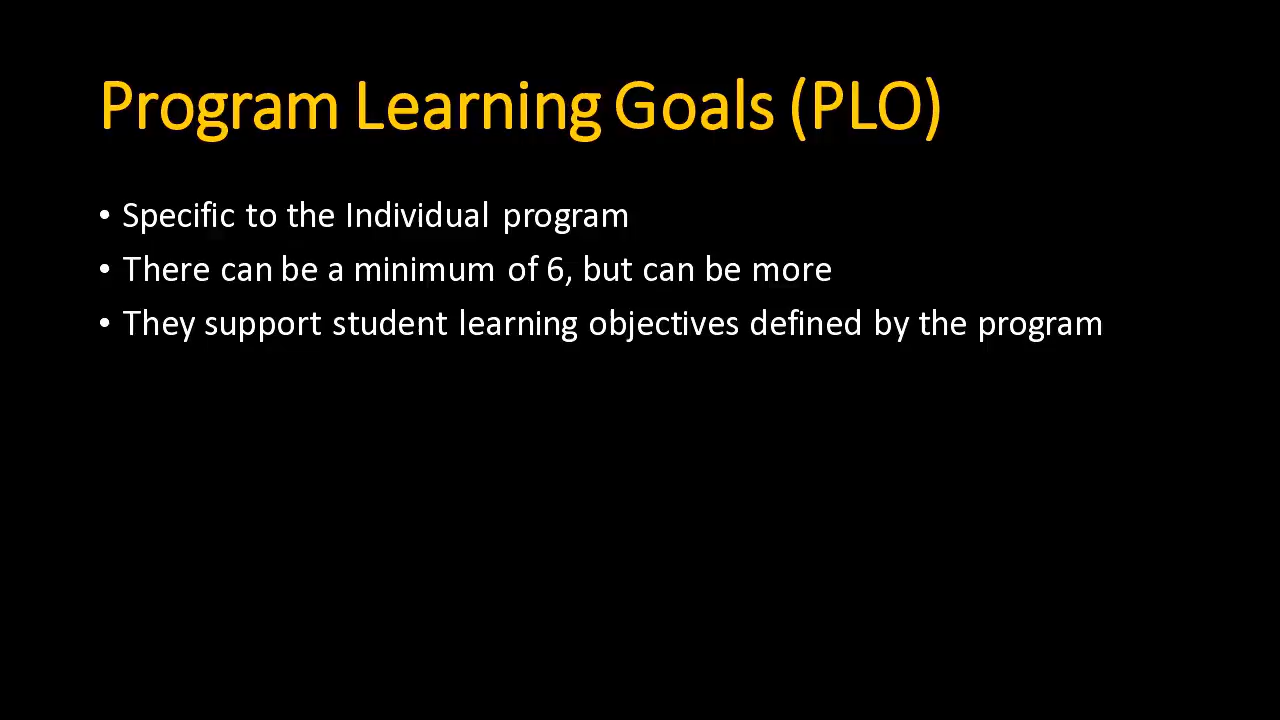 Program Learning Goals (PLO)
• Specific to the Individual program
• There can be a minimum of 6, but can be more
• They support student learning objectives defined by the program